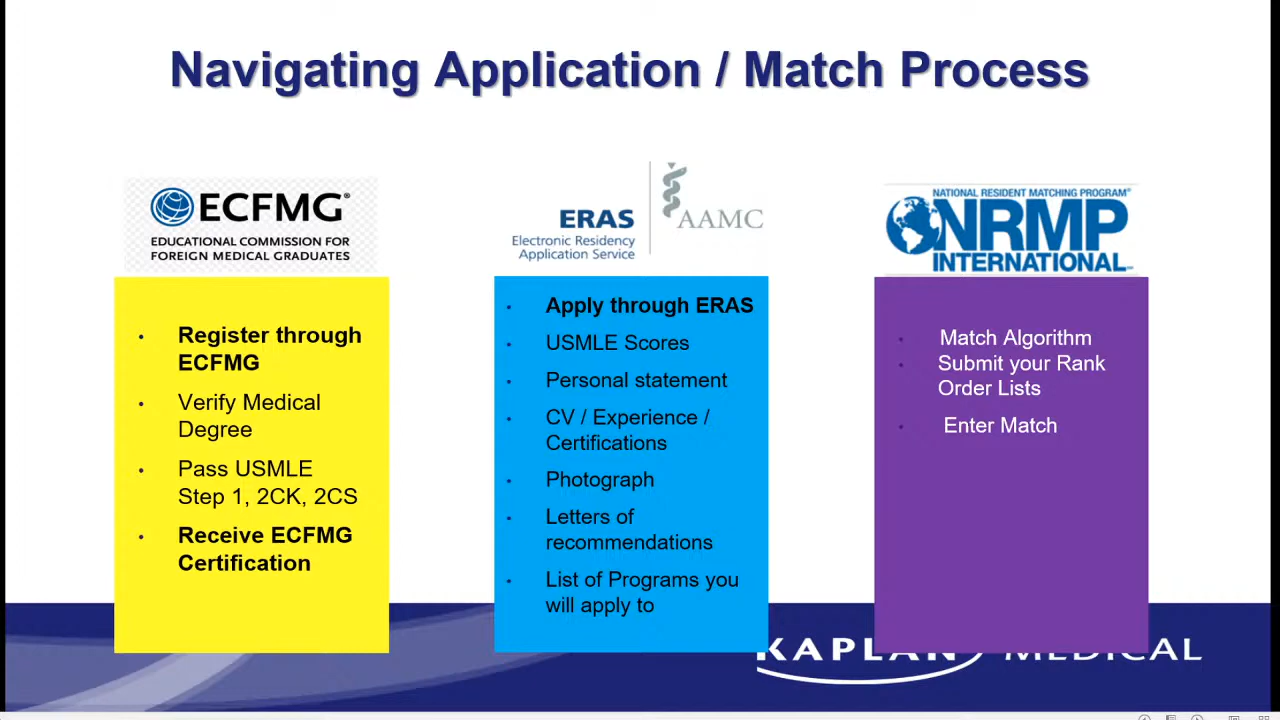 Navigating Application / Match Process
ECFMG®
EDUCATIONAL COMMISSION FOR
FOREIGN MEDICAL GRADUATES
• Register through
ECFMG
• Verify Medical
Degree
• Pass USMLE
Step 1, 2CK, 2CS
• Receive ECFMG
Certification
ERAS
Electronic Residency
Application Service
AAMC
• Apply through ERAS
• USMLE Scores
• Personal statement
• CV / Experience /
Certifications
• Photograph
• Letters of
recommendations
• List of Programs you
will apply to
NATIONAL RESIDENT MATCHING PROGRAM®
NRMP
INTERNATIONAL
• Match Algorithm
• Submit your Rank
Order Lists
• Enter Match
KAPLAN MEDICAL